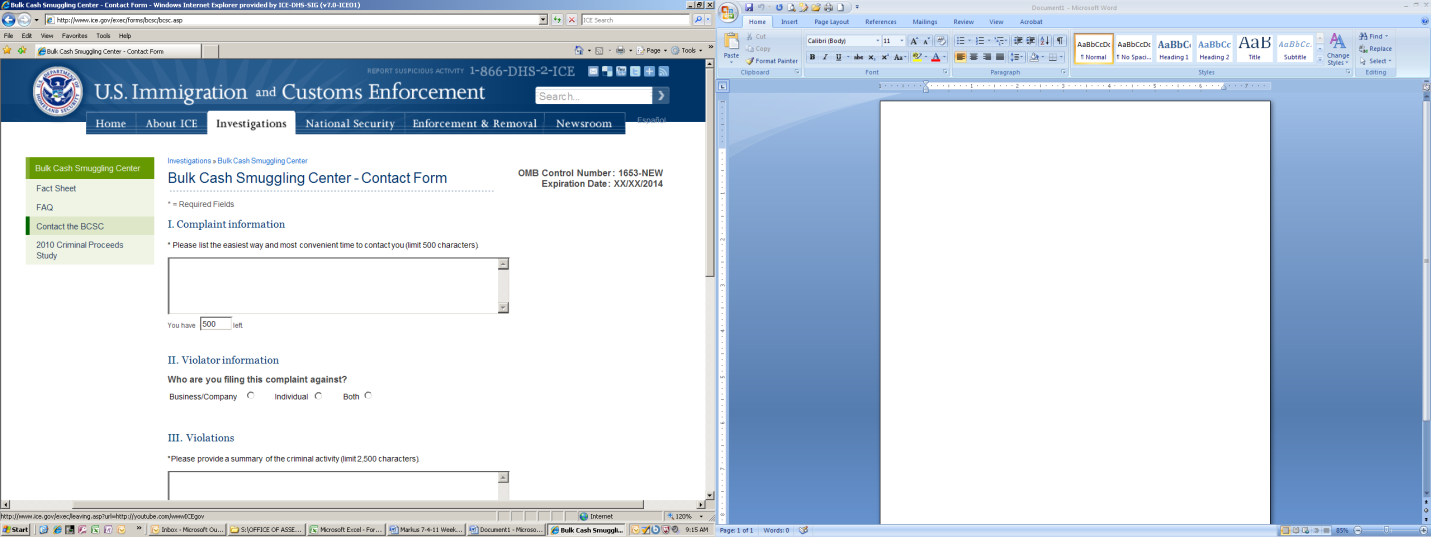 Bulk Cash Smuggling Center - Contact Form - Windows Internet Explorer provided by ICE-DHS-SIG (v7.0-ICE01)
http://www.ice.gov/exec/forms/bcsc/bcsc.asp
ICE Search
File Edit View Favorites Tools Help
Bulk Cash Smuggling Center - Contact Form
Page Tools
REPORT SUSPICIOUS ACTIVITY 1-866-DHS-2-ICE
U.S. Immigration and Customs Enforcement
Search...
Home About ICE Investigations National Security Enforcement & Removal Newsroom Español
Bulk Cash Smuggling Center
Fact Sheet
FAQ
Contact the BCSC
2010 Criminal Proceeds
Study
Investigations » Bulk Cash Smuggling Center
Bulk Cash Smuggling Center - Contact Form
OMB Control Number: 1653-NEW
Expiration Date: XX/XX/2014
* = Required Fields
I. Complaint information
* Please list the easiest way and most convenient time to contact you (limit 500 characters).
You have 500 left
II. Violator information
Who are you filing this complaint against?
Business/Company Individual Both
III. Violations
*Please provide a summary of the criminal activity (limit 2,500 characters)
http://www.ice.gov/exec/leaving.asp?url=http://youtube.com/wwwICEgov
Internet 120%
Start
Inbox - Microsoft Ou...
S:\OFFICE OF ASSE...
Microsoft Excel - For...
Markus 7-4-11 Week...
Document1 - Microso...
Bulk Cash Smuggli...
9:15 AM
Document1 - Microsoft Word
Home Insert Page Layout References Mailings Review View Acrobat
Paste
Cut
Copy
Format Painter
Clipboard
Calibri (Body) 11
Font
Paragraph
AaBbCcDc AaBbCcDc AaBbCc AaBbCc AaB AaBbCc.
¶ Normal ¶ No Spaci... Heading 1 Heading 2 Title Subtitle
Change
Styles
Styles
Find
Replace
Select
Editing
Page: 1 of 1 Words: 0
85%